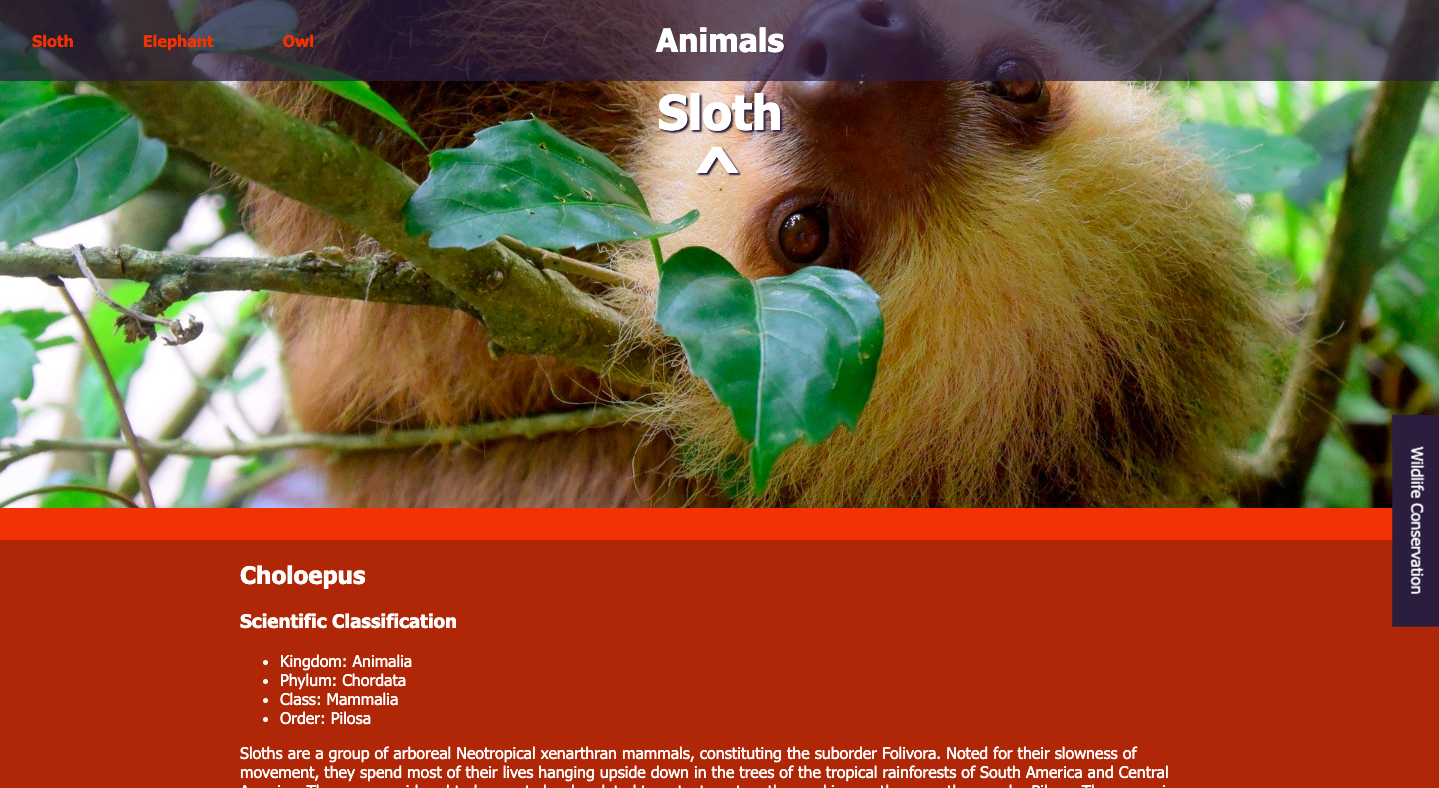 Sloth
Elephant
Owl
Animals
Sloth
^
Wildlife Conservation
Choloepus
Scientific Classification
• Kingdom: Animalia
• Phylum: Chordata
• Class: Mammalia
• Order: Pilosa
Sloths are a group of arboreal Neotropical xenarthran mammals, constituting the suborder Folivora. Noted for their slowness of
movement, they spend most of their lives hanging upside down in the trees of the tropical rainforests of South America and Central